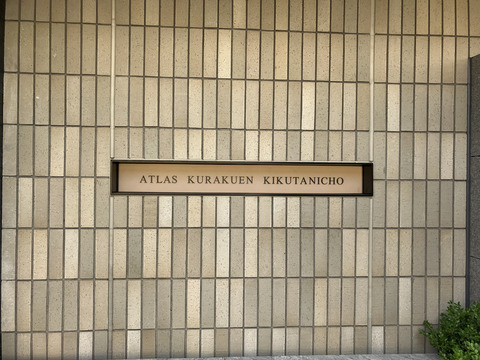 ATLAS KURAKUEN KIKUTANICHO